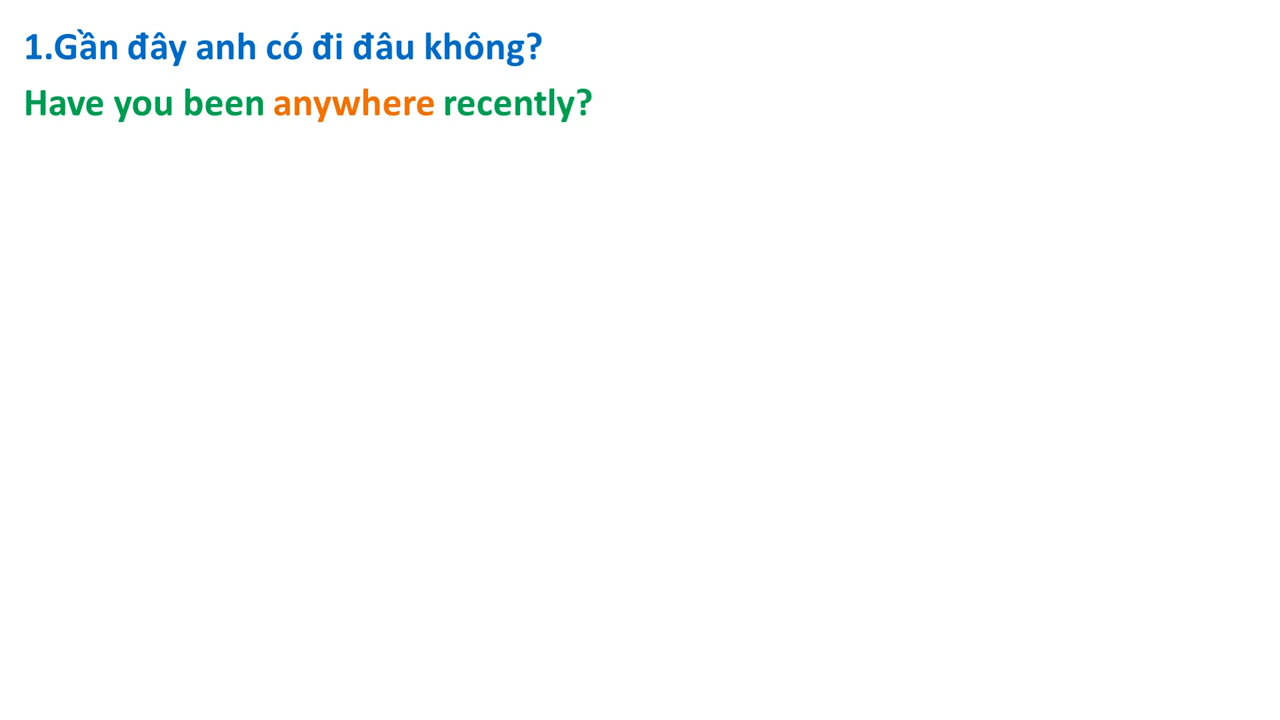 1.Gần đây anh có đi đâu không?
Have you been anywhere recently?